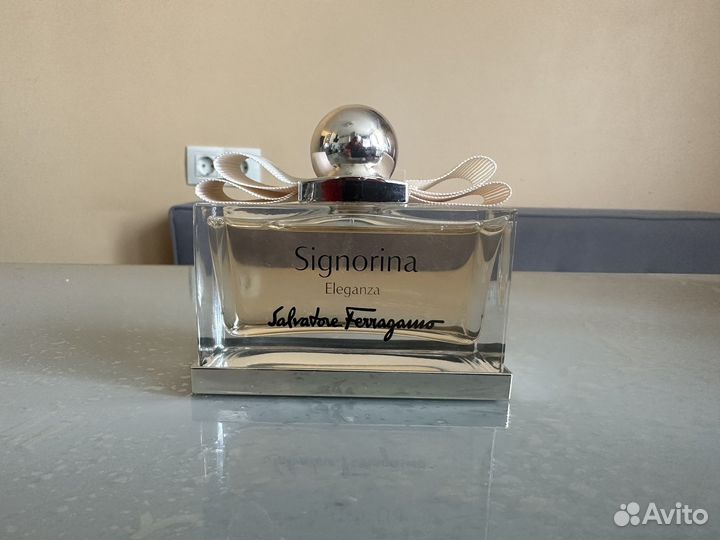 Signorina
Eleganza
Salvatore Ferragamo
Avito